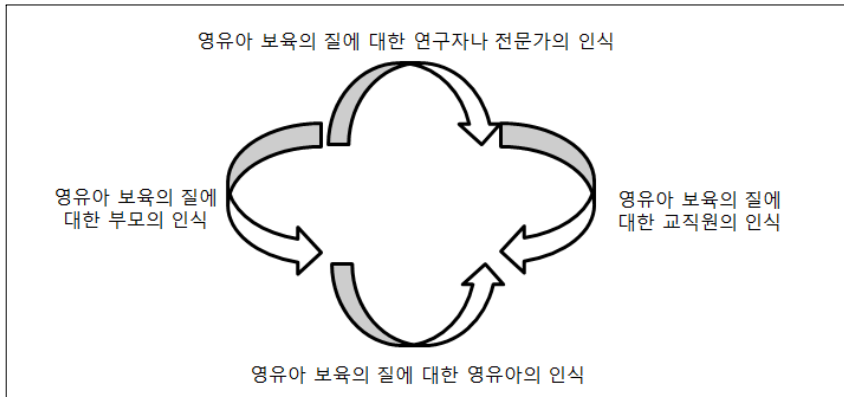 영유아 보육의 질에 대한 연구자나 전문가의 인식
영유아 보육의 질에
대한 부모의 인식
영유아 보육의 질에
대한 교직원의 인식
영유아 보육의 질에 대한 영유아의 인식